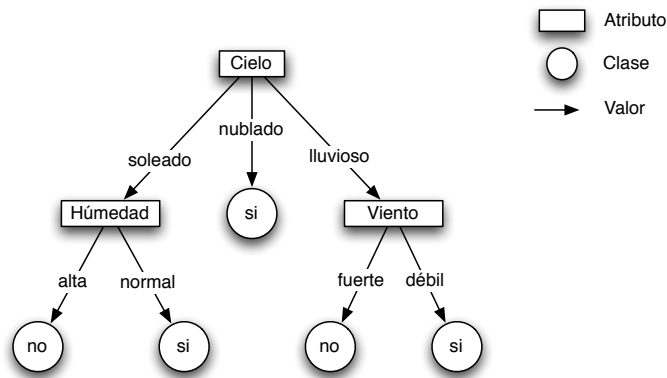 Atributo
Cielo
Clase
Valor
nublado
soleado
lluvioso
Húmedad
si
Viento
alta
normal
fuerte
débil
no
si
no
si